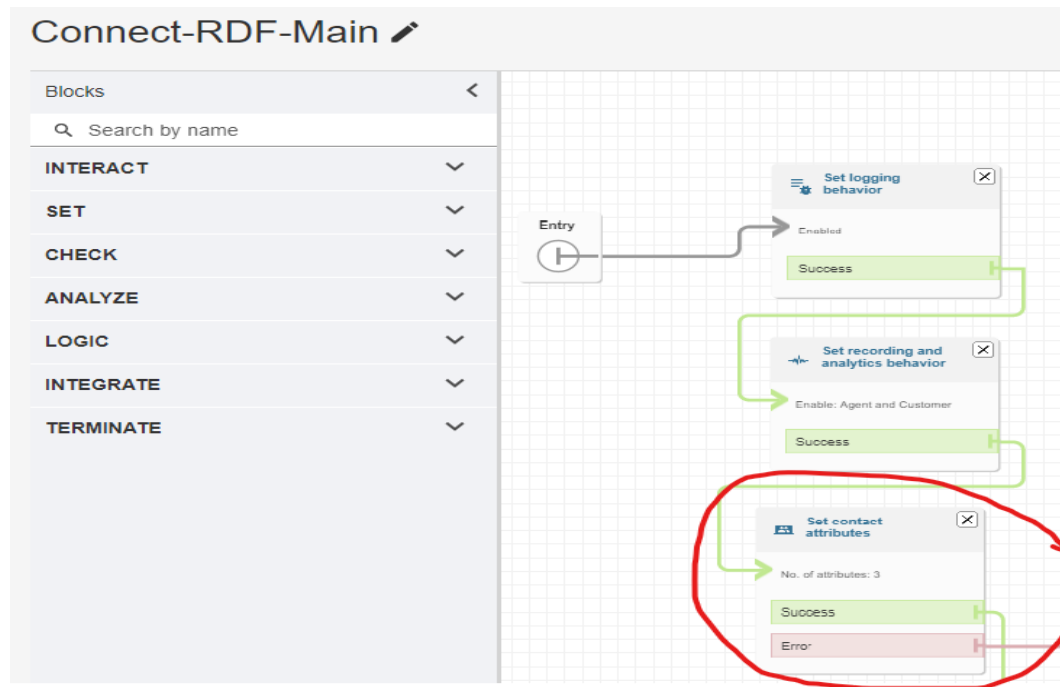 Connect-RDF-Main
Blocks
Search by name
INTERACT
SET
CHECK
ANALYZE
LOGIC
INTEGRATE
TERMINATE
Entry
Set logging
behavior
Enabled
Success
Set recording and
analytics behavior
Enable: Agent and Customer
Success
Set contact
attributes
No. of attributes: 3
Success
Error